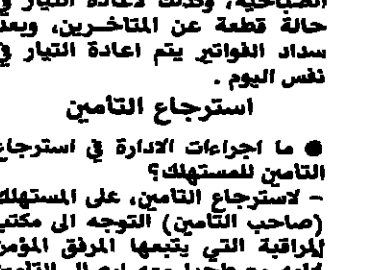 الصباحية، وكذلك لاعادة التيار في
حالة قطعة عن المتاخرين، وبعد
سداد الفواتير يتم اعادة التيار في
نفس اليوم .
استرجاع التأمين
● ما اجراءات الادارة في استرجاع
التأمين للمستهلك؟
– لاسترجاع التأمين، على المستهلك
(صاحب التأمين) التوجه الى مكتب
المراقبة التي يتبعها المرفق المؤمن